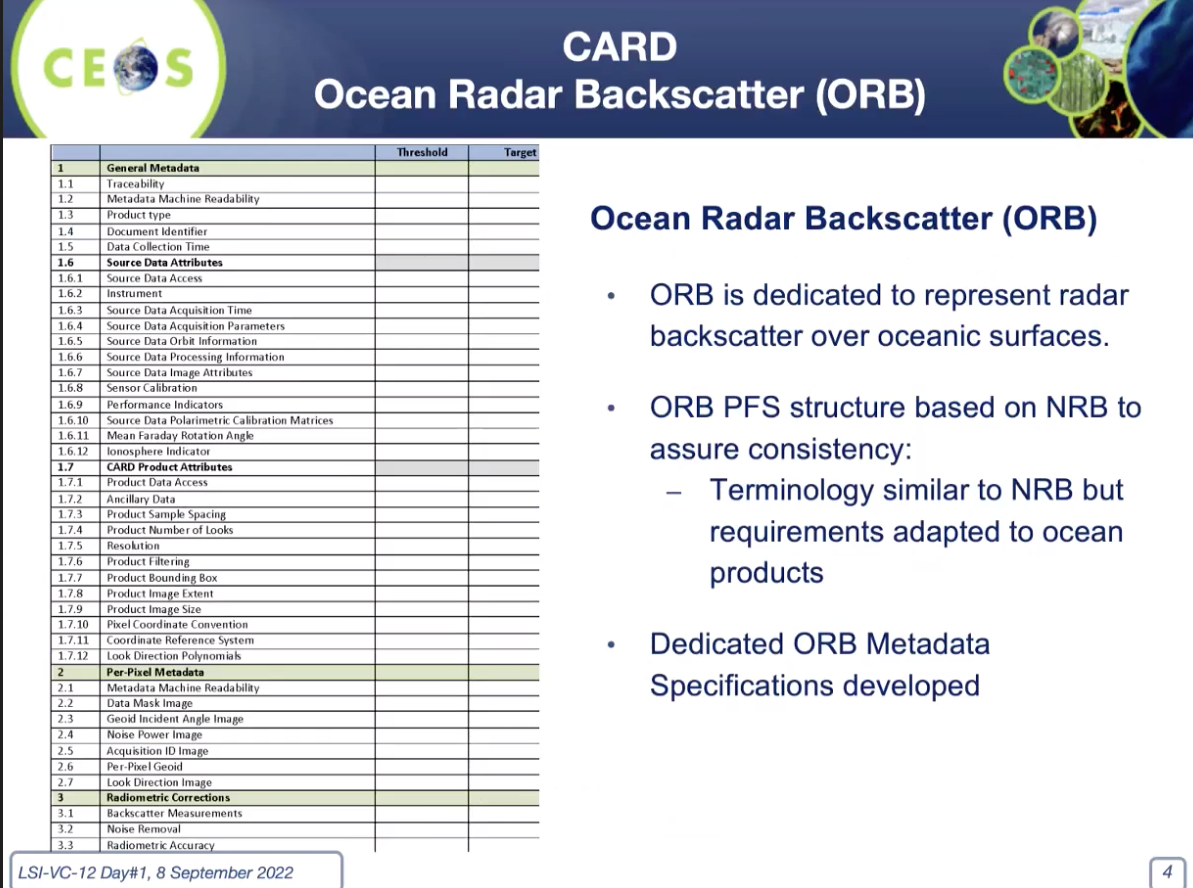 CEOS
CARD
Ocean Radar Backscatter (ORB)
Threshold Target
1 General Metadata
1.1 Traceability
1.2 Metadata Machine Readability
1.3 Product type
1.4 Document Identifier
1.5 Data Collection Time
1.6 Source Data Attributes
1.6.1 Source Data Access
1.6.2 Instrument
1.6.3 Source Data Acquisition Time
1.6.4 Source Data Acquisition Parameters
1.6.5 Source Data Orbit Information
1.6.6 Source Data Processing Information
1.6.7 Source Data Image Attributes
1.6.8 Sensor Calibration
1.6.9 Performance Indicators
1.6.10 Source Data Polarimetric Calibration Matrices
1.6.11 Mean Faraday Rotation Angle
1.6.12 Ionosphere Indicator
1.7 CARD Product Attributes
1.7.1 Product Data Access
1.7.2 Ancillary Data
1.7.3 Product Sample Spacing
1.7.4 Product Number of Looks
1.7.5 Resolution
1.7.6 Product Filtering
1.7.7 Product Bounding Box
1.7.8 Product Image Extent
1.7.9 Product Image Size
1.7.10 Pixel Coordinate Convention
1.7.11 Coordinate Reference System
1.7.12 Look Direction Polynomials
2 Per-Pixel Metadata
2.1 Metadata Machine Readability
2.2 Data Mask Image
2.3 Geoid Incident Angle Image
2.4 Noise Power Image
2.5 Acquisition ID Image
2.6 Per-Pixel Geoid
2.7 Look Direction Image
3 Radiometric Corrections
3.1 Backscatter Measurements
3.2 Noise Removal
3.3 Radiometric Accuracy
Ocean Radar Backscatter (ORB)
• ORB is dedicated to represent radar
backscatter over oceanic surfaces.
• ORB PFS structure based on NRB to
assure consistency:
– Terminology similar to NRB but
requirements adapted to ocean
products
• Dedicated ORB Metadata
Specifications developed
LSI-VC-12 Day#1, 8 September 2022
4